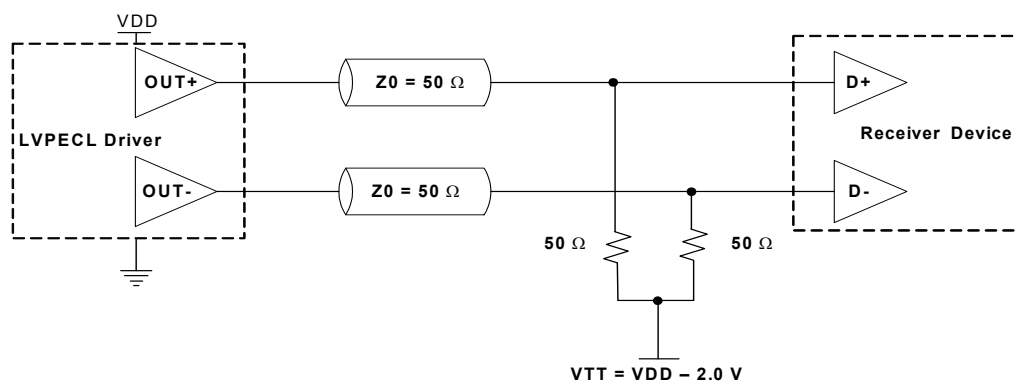 VDD
OUT+
Z0 = 50 Ω
D+
LVPECL Driver
Receiver Device
OUT-
Z0 = 50 Ω
D-
50 Ω
50 Ω
VTT = VDD – 2.0 V